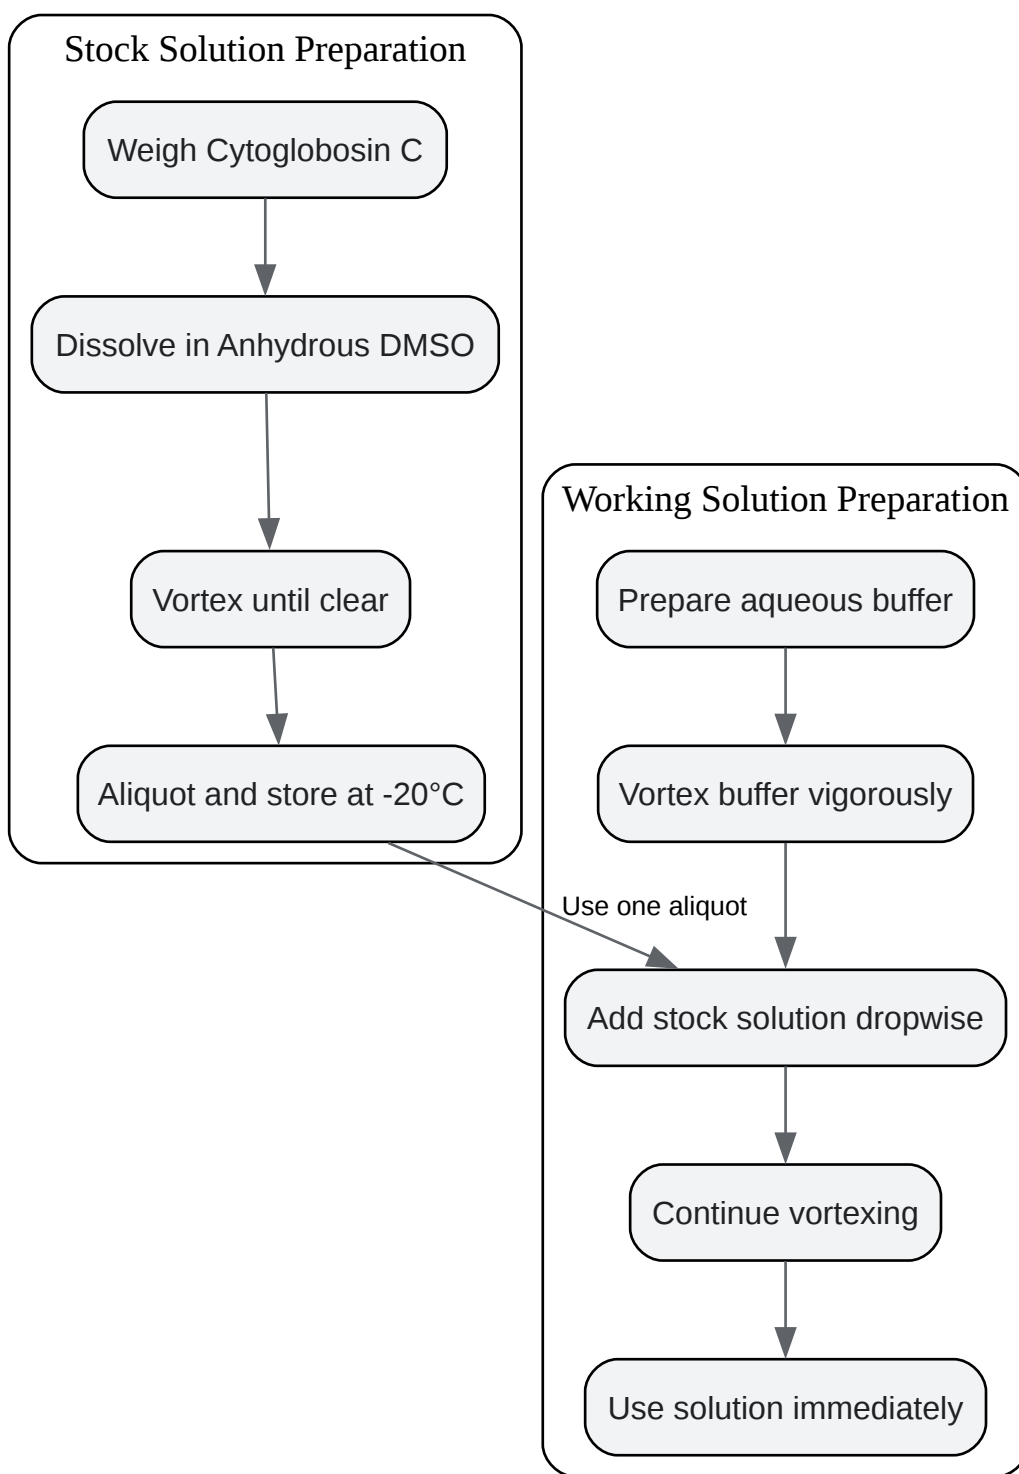 Stock Solution Preparation
Weigh Cytoglobosin C
Dissolve in Anhydrous DMSO
Vortex until clear
Aliquot and store at -20°C
Use one aliquot
Working Solution Preparation
Prepare aqueous buffer
Vortex buffer vigorously
Add stock solution dropwise
Continue vortexing
Use solution immediately